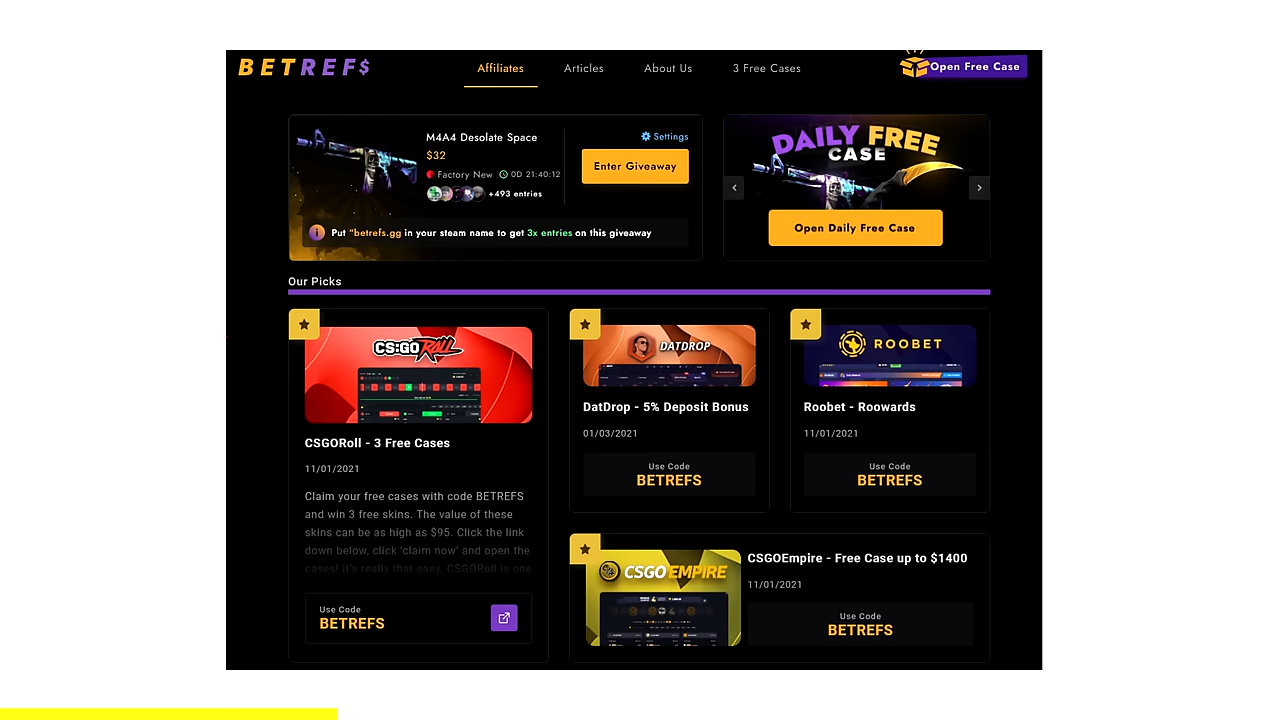 BETREF$
Affiliates
Articles
About Us
3 Free Cases
Open Free Case
M4A4 Desolate Space
$32
Factory New
0D 21:40:12
+493 entries
Settings
Enter Giveaway
Put "betrefs.gg in your steam name to get 3x entries on this giveaway
DAILY FREE
CASE
Open Daily Free Case
Our Picks
CS:GO ROLL
CSGORoll - 3 Free Cases
11/01/2021
Claim your free cases with code BETREFS
and win 3 free skins. The value of these
skins can be as high as $95. Click the link
down below, click 'claim now' and open the
cases! It's really that easy. CSGORoll is one
Use Code
BETREFS
DATDROP
DatDrop - 5% Deposit Bonus
01/03/2021
Use Code
BETREFS
ROOBET
Roobet - Roowards
11/01/2021
Use Code
BETREFS
CSGOEMPIRE
CSGOEmpire - Free Case up to $1400
11/01/2021
Use Code
BETREFS